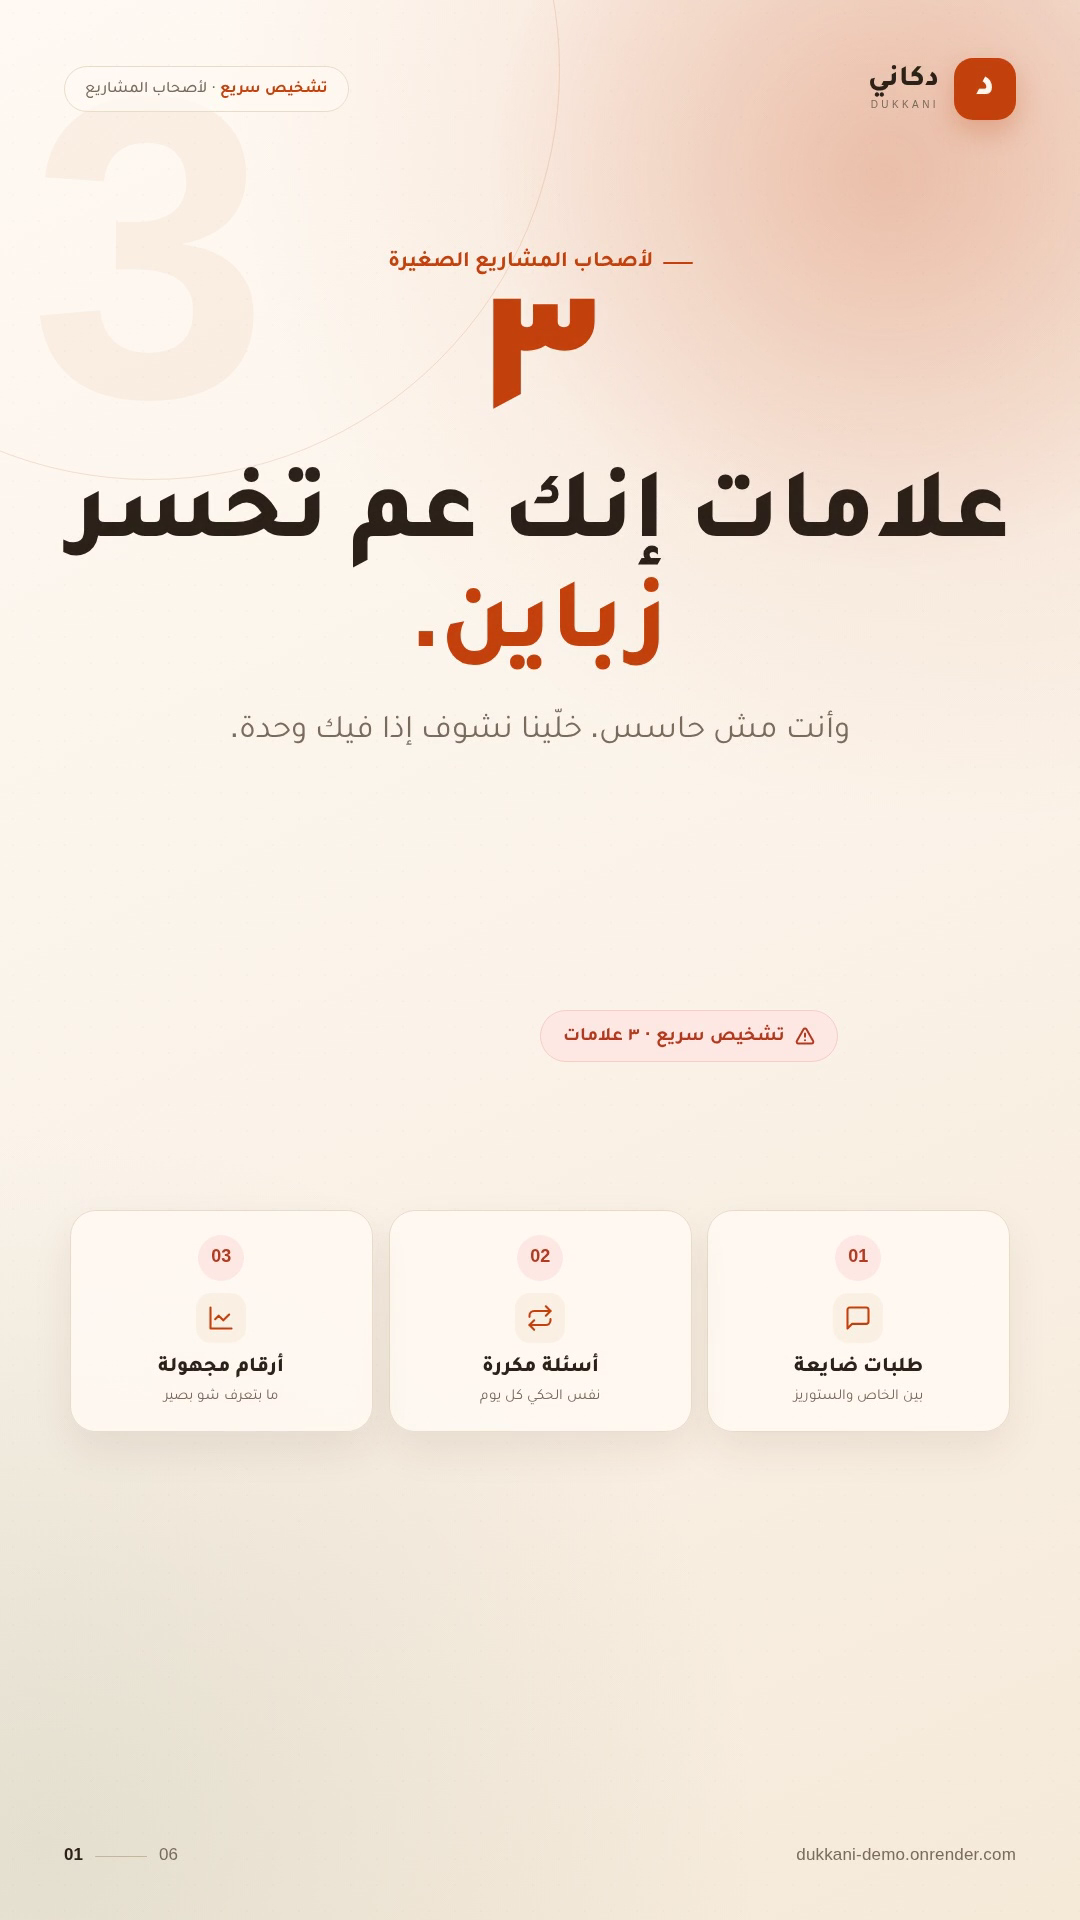 د
دكاني
DUKKANI
تشخيص سريع · لأصحاب المشاريع
3
لأصحاب المشاريع الصغيرة
٣
علامات إنك عم تخسر
زباين.
وأنت مش حاسس. خلّينا نشوف إذا فيك وحدة.
تشخيص سريع · ٣ علامات
01
طلبات ضايعة
بين الخاص والستوريز
02
أسئلة مكررة
نفس الحكي كل يوم
03
أرقام مجهولة
ما بتعرف شو بصير
01 06
dukkani-demo.onrender.com